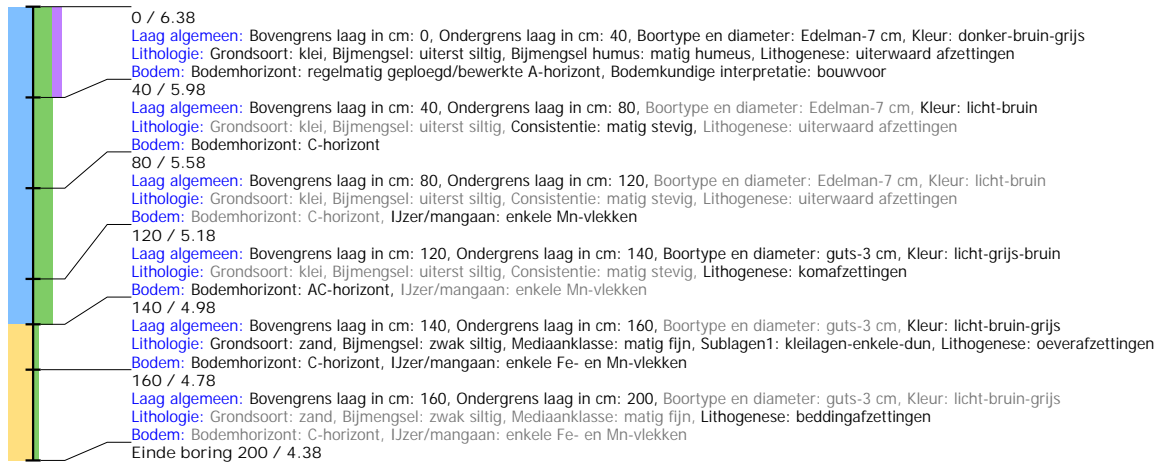 0 / 6.38
Laag algemeen: Bovengrens laag in cm: 0, Ondergrens laag in cm: 40, Boortype en diameter: Edelman-7 cm, Kleur: donker-bruin-grijs
Lithologie: Grondsoort: klei, Bijmengsel: uiterst siltig, Bijmengsel humus: matig humeus, Lithogenese: uiterwaard afzettingen
Bodem: Bodemhorizont: regelmatig geploegd/bewerkte A-horizont, Bodemkundige interpretatie: bouwvoor
40 / 5.98
Laag algemeen: Bovengrens laag in cm: 40, Ondergrens laag in cm: 80, Boortype en diameter: Edelman-7 cm, Kleur: licht-bruin
Lithologie: Grondsoort: klei, Bijmengsel: uiterst siltig, Consistentie: matig stevig, Lithogenese: uiterwaard afzettingen
Bodem: Bodemhorizont: C-horizont
80 / 5.58
Laag algemeen: Bovengrens laag in cm: 80, Ondergrens laag in cm: 120, Boortype en diameter: Edelman-7 cm, Kleur: licht-bruin
Lithologie: Grondsoort: klei, Bijmengsel: uiterst siltig, Consistentie: matig stevig, Lithogenese: uiterwaard afzettingen
Bodem: Bodemhorizont: C-horizont, IJzer/mangaan: enkele Mn-vlekken
120 / 5.18
Laag algemeen: Bovengrens laag in cm: 120, Ondergrens laag in cm: 140, Boortype en diameter: guts-3 cm, Kleur: licht-grijs-bruin
Lithologie: Grondsoort: klei, Bijmengsel: uiterst siltig, Consistentie: matig stevig, Lithogenese: komafzettingen
Bodem: Bodemhorizont: AC-horizont, IJzer/mangaan: enkele Mn-vlekken
140 / 4.98
Laag algemeen: Bovengrens laag in cm: 140, Ondergrens laag in cm: 160, Boortype en diameter: guts-3 cm, Kleur: licht-bruin-grijs
Lithologie: Grondsoort: zand, Bijmengsel: zwak siltig, Mediaanklasse: matig fijn, Sublagen1: kleilagen-enkele-dun, Lithogenese: oeverafzettingen
Bodem: Bodemhorizont: C-horizont, IJzer/mangaan: enkele Fe- en Mn-vlekken
160 / 4.78
Laag algemeen: Bovengrens laag in cm: 160, Ondergrens laag in cm: 200, Boortype en diameter: guts-3 cm, Kleur: licht-bruin-grijs
Lithologie: Grondsoort: zand, Bijmengsel: zwak siltig, Mediaanklasse: matig fijn, Lithogenese: beddingafzettingen
Bodem: Bodemhorizont: C-horizont, IJzer/mangaan: enkele Fe- en Mn-vlekken
Einde boring 200 / 4.38